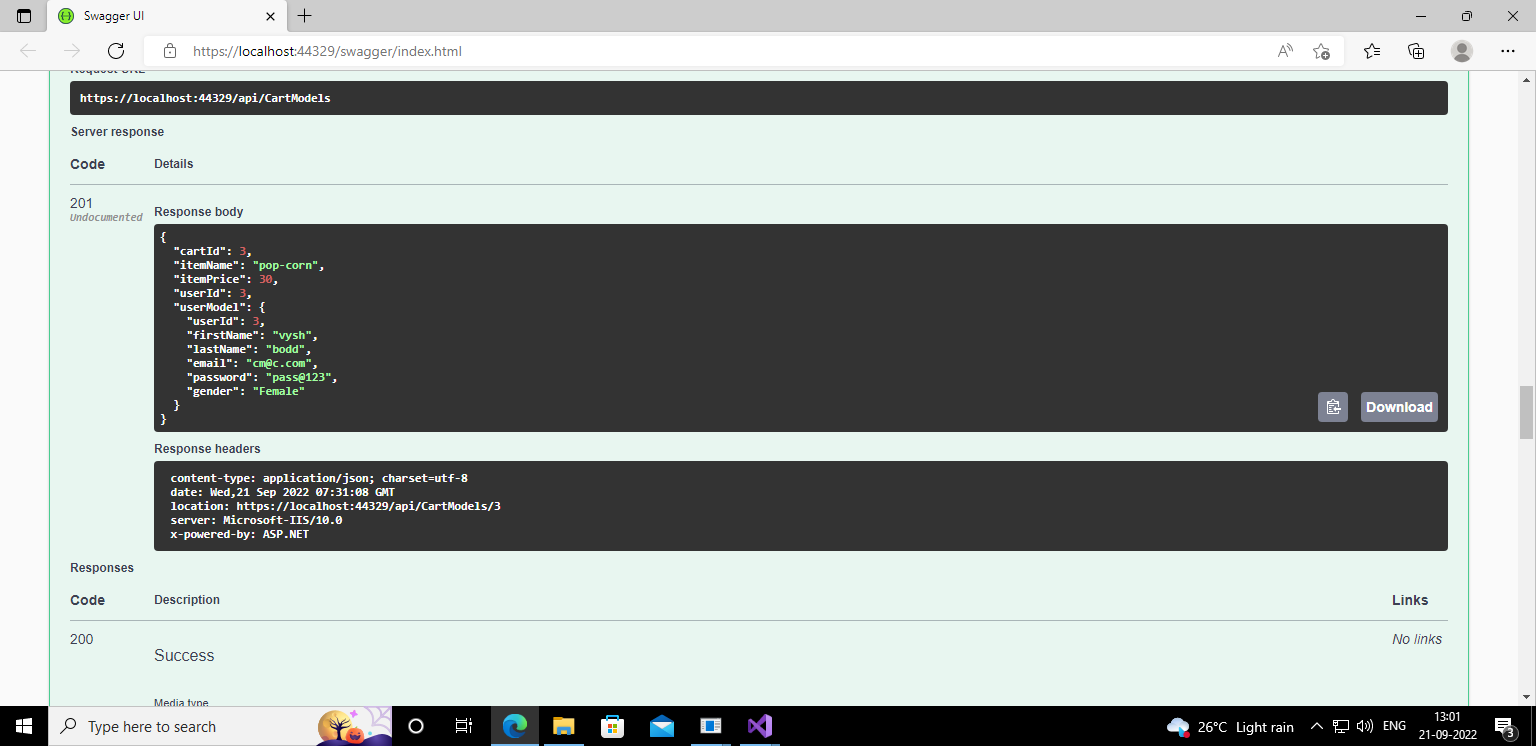 Swagger UI
https://localhost:44329/swagger/index.html
Request URL
https://localhost:44329/api/CartModels
Server response
Code Details
201
Undocumented
Response body
{
"cartId": 3,
"itemName": "pop-corn",
"itemPrice": 30,
"userId": 3,
"userModel": {
"userId": 3,
"firstName": "vysh",
"lastName": "bodd",
"email": "cm@c.com",
"password": "pass@123",
"gender": "Female"
}
}
Download
Response headers
content-type: application/json; charset=utf-8
date: Wed,21 Sep 2022 07:31:08 GMT
location: https://localhost:44329/api/CartModels/3
server: Microsoft-IIS/10.0
x-powered-by: ASP.NET
Responses
Code Description Links
200 No links
Success
Media type
Type here to search
26°C Light rain
ENG
13:01
21-09-2022
3